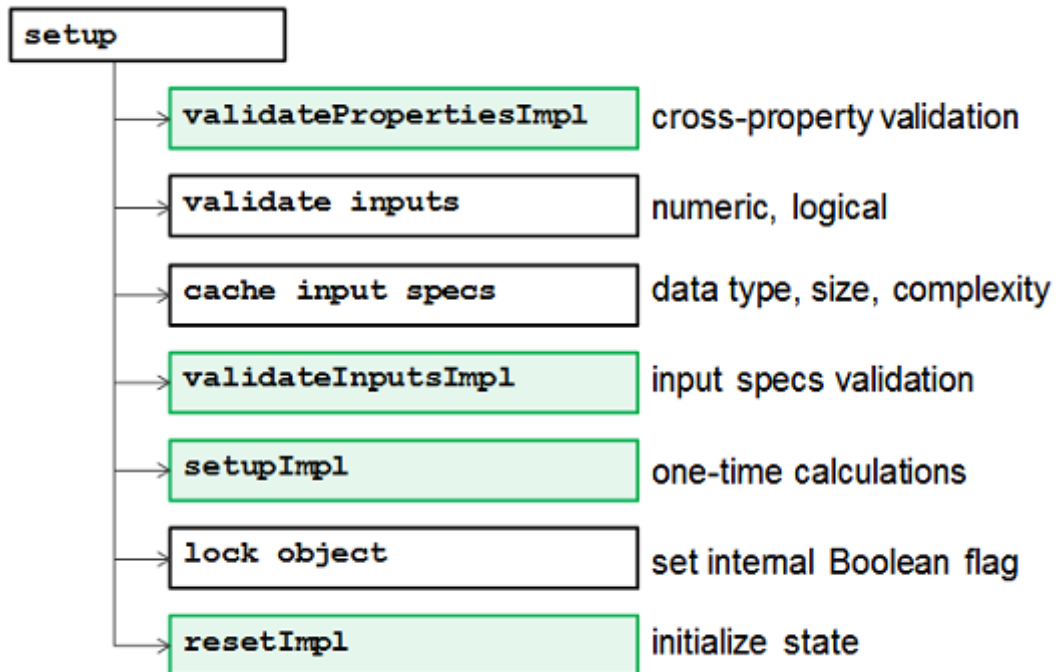 setup
validatePropertiesImpl cross-property validation
validate inputs numeric, logical
cache input specs data type, size, complexity
validateInputsImpl input specs validation
setupImpl one-time calculations
lock object set internal Boolean flag
resetImpl initialize state